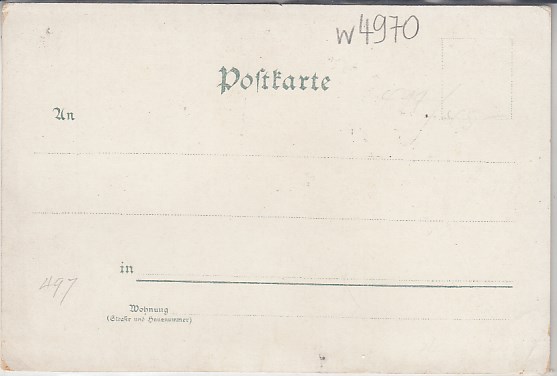 W4970
Postkarte
An
in
497
Wohnung
(Straße und Hausnummer)